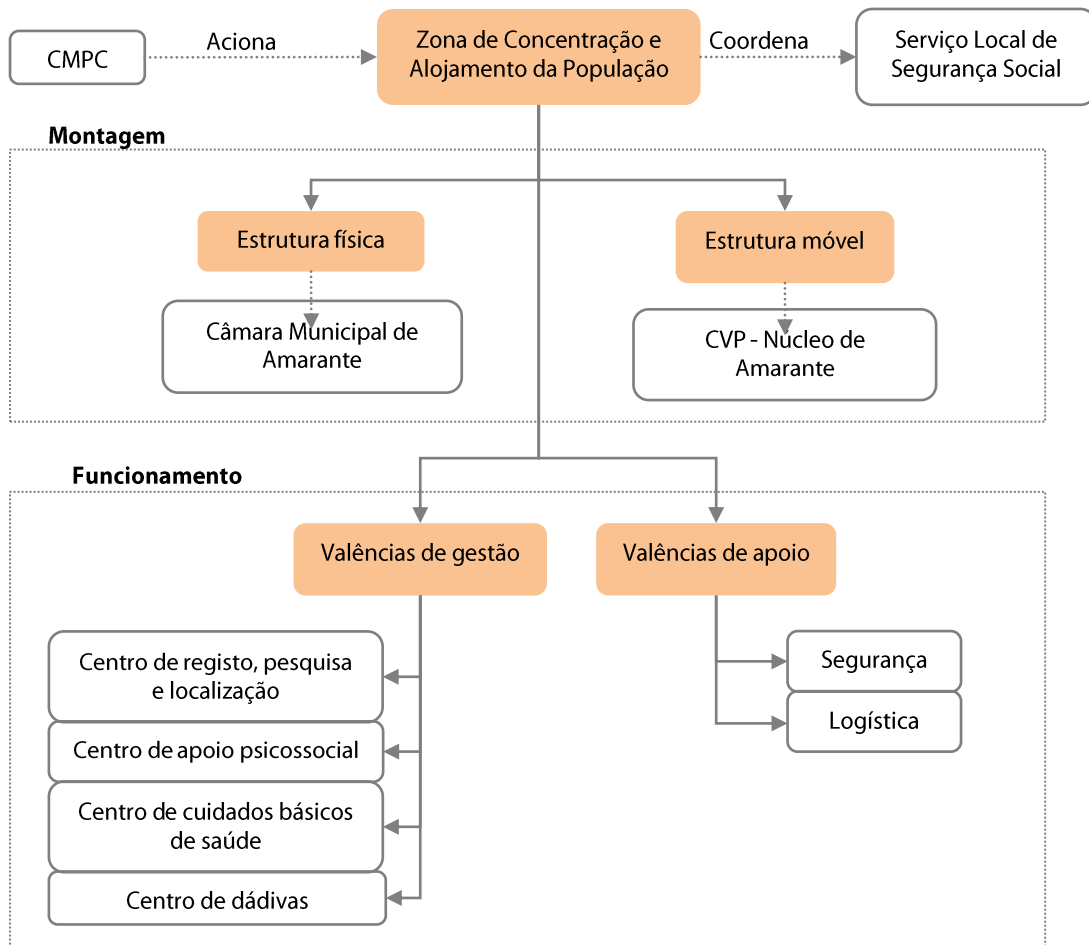 CMPC
Aciona
Zona de Concentração e
Alojamento da População
Coordena
Serviço Local de
Segurança Social
Montagem
Estrutura física
Estrutura móvel
Câmara Municipal de
Amarante
CVP - Núcleo de
Amarante
Funcionamento
Valências de gestão
Valências de apoio
Centro de registo, pesquisa
e localização
Centro de apoio psicossocial
Centro de cuidados básicos
de saúde
Centro de dádivas
Segurança
Logística